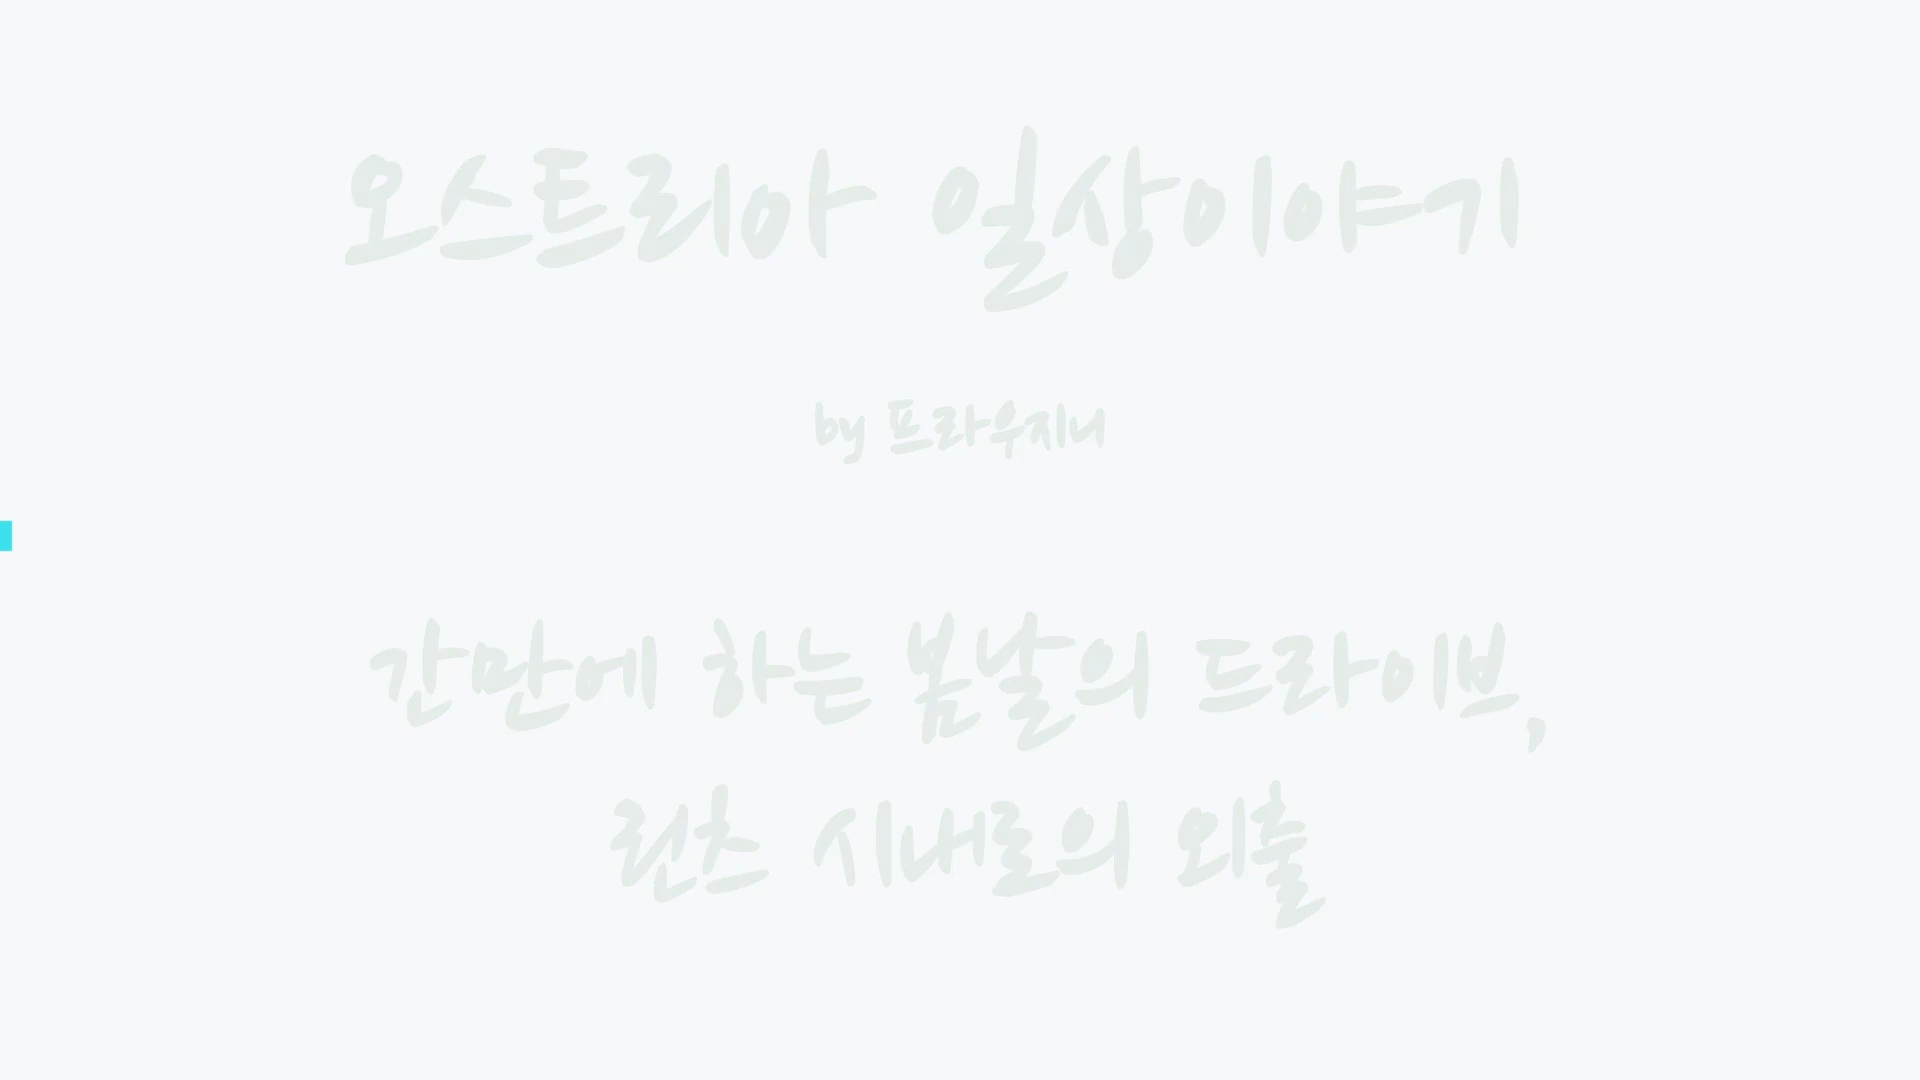 오스트리아 일상이야기
by 프라우지니
간만에 하는 봄날의 드라이브,
린츠 시내로의 외출